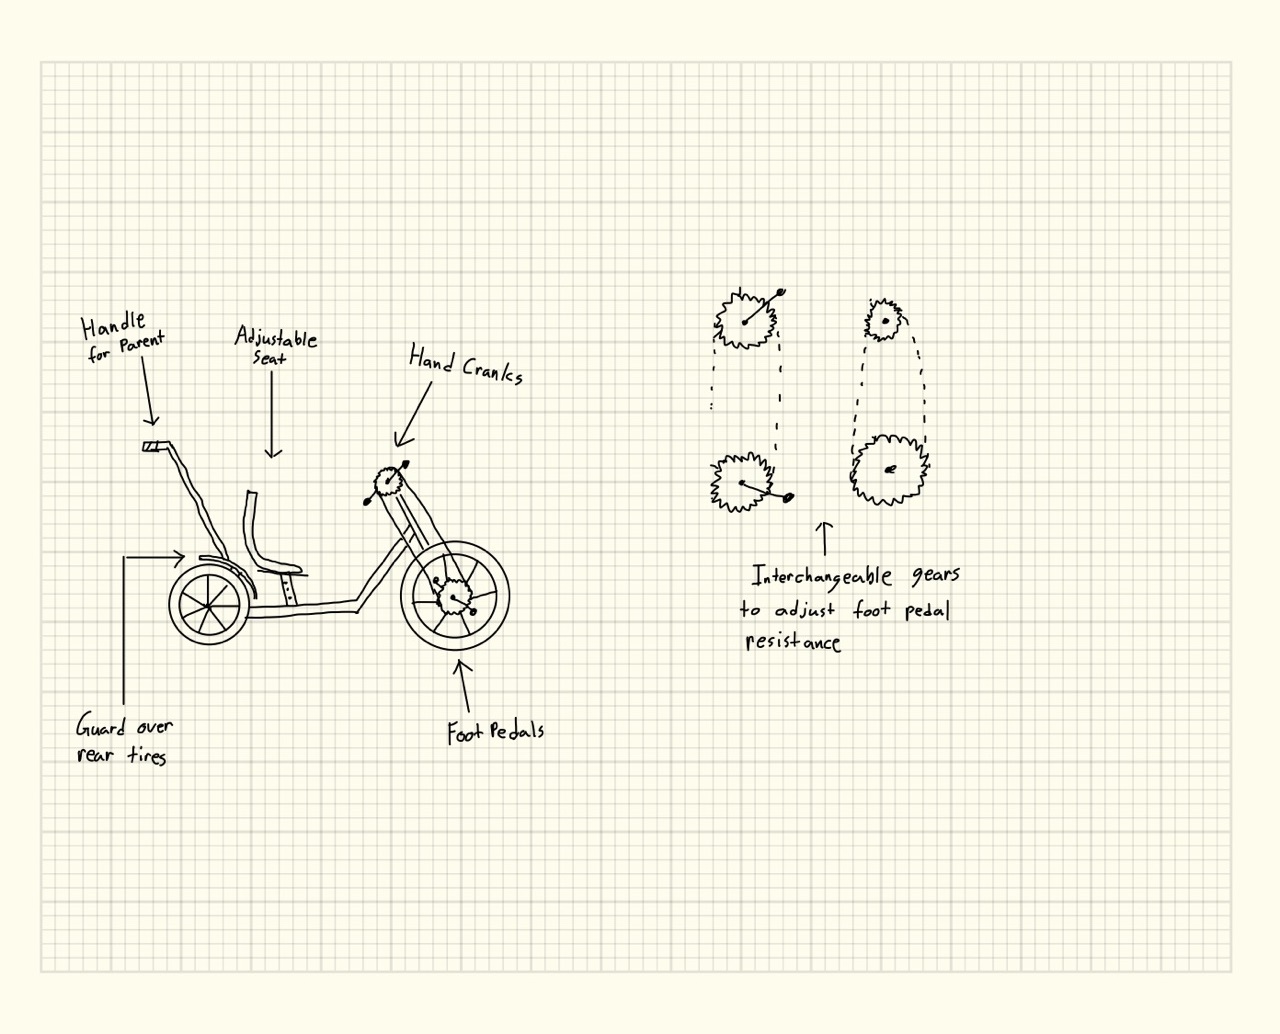 Handle
for Parent
Adjustable
Seat
Hand Cranks
Guard over
rear tires
Foot Pedals
Interchangeable gears
to adjust foot pedal
resistance